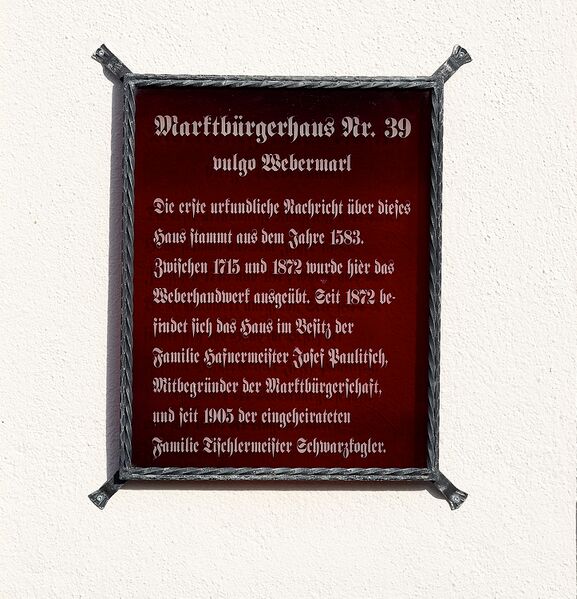 Marktbürgerhaus Nr. 39
vulgo Webermarl
Die erste urkundliche Nachricht über dieses
Haus stammt aus dem Jahre 1583.
Zwischen 1715 und 1872 wurde hier das
Weberhandwerk ausgeübt. Seit 1872 be-
findet sich das Haus im Besitz der
Familie Hafnermeister Josef Paulitsch,
Mitbegründer der Marktbürgerschaft,
und seit 1905 der eingeheirateten
Familie Tischlermeister Schwarzkogler.